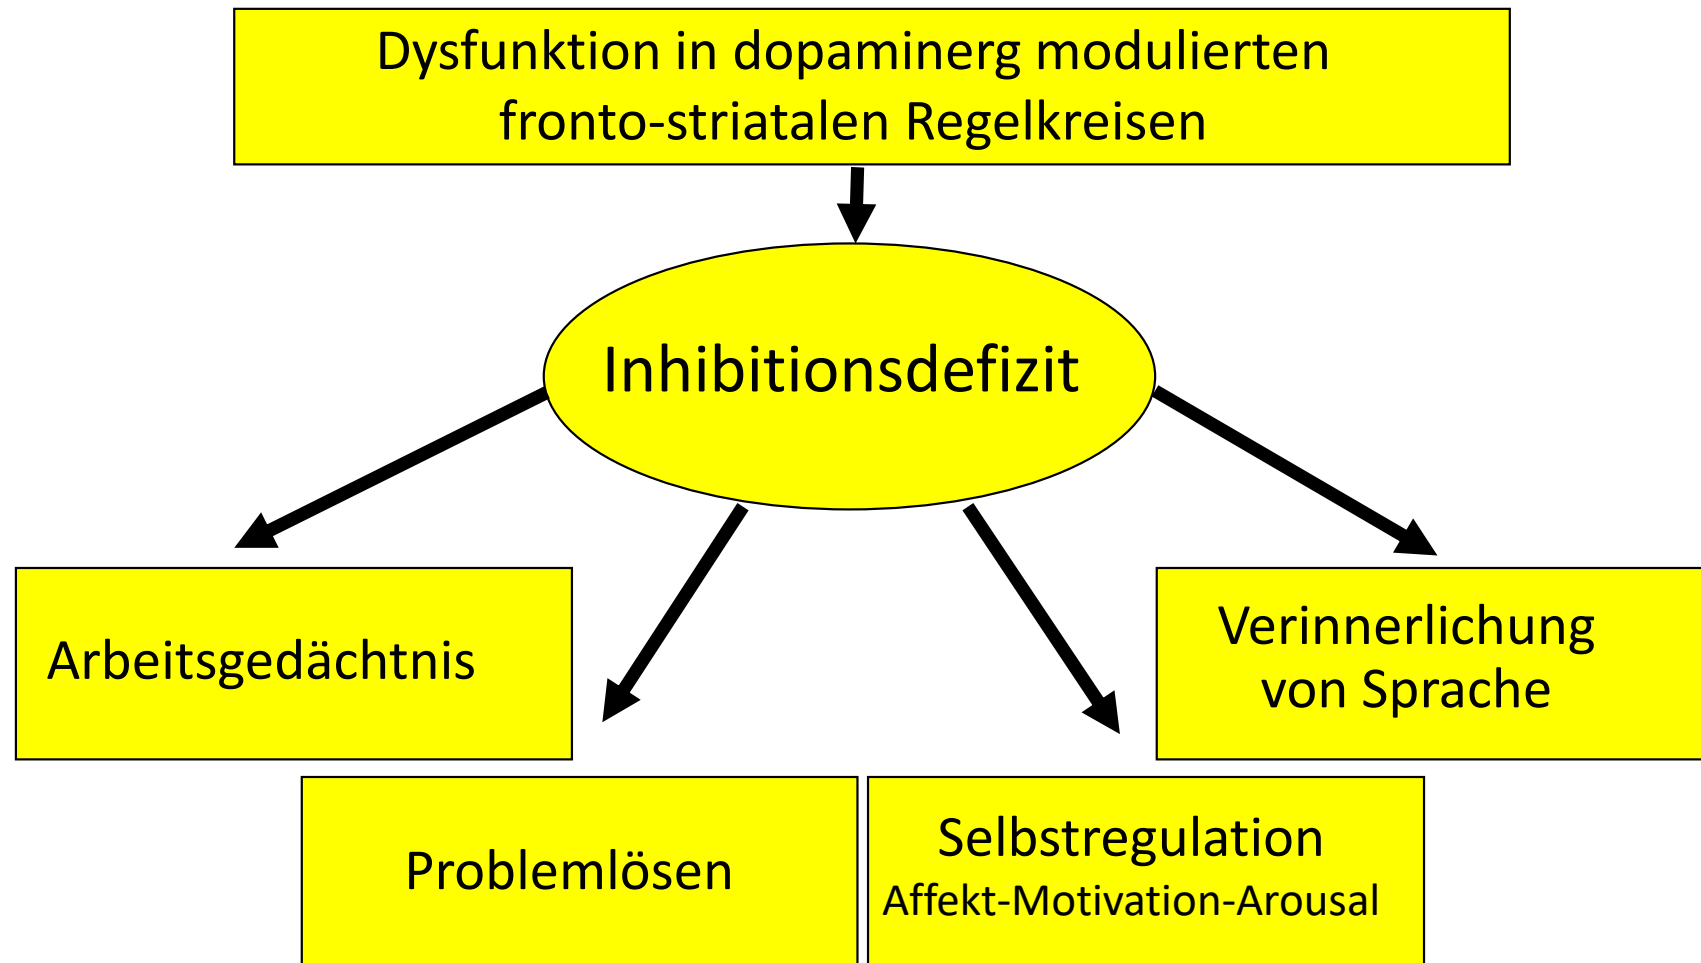 Dysfunktion in dopaminerg modulierten
fronto-striatalen Regelkreisen
Inhibitionsdefizit
Arbeitsgedächtnis
Verinnerlichung
von Sprache
Problemlösen
Selbstregulation
Affekt-Motivation-Arousal